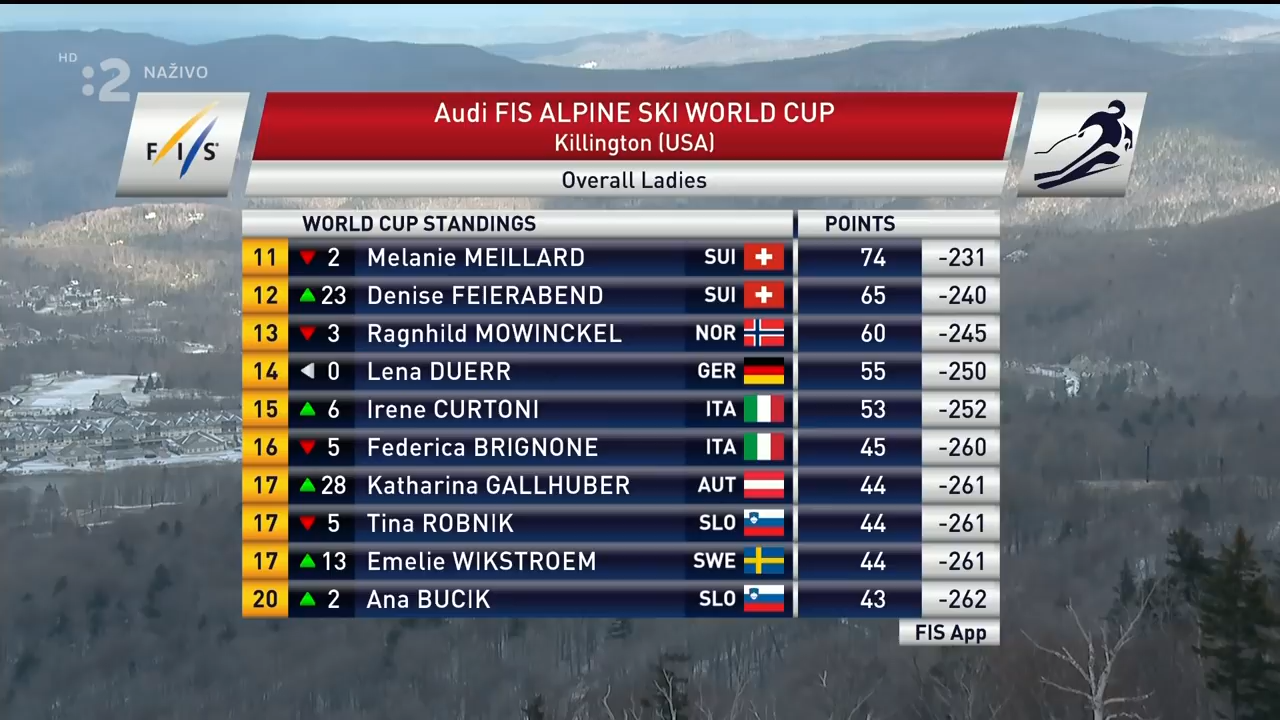 HD
:2 NAŽIVO
FIS
Audi FIS ALPINE SKI WORLD CUP
Killington (USA)
Overall Ladies
WORLD CUP STANDINGS POINTS
11 2 Melanie MEILLARD SUI 74 -231
12 23 Denise FEIERABEND SUI 65 -240
13 3 Ragnhild MOWINCKEL NOR 60 -245
14 0 Lena DUERR GER 55 -250
15 6 Irene CURTONI ITA 53 -252
16 5 Federica BRIGNONE ITA 45 -260
17 28 Katharina GALLHUBER AUT 44 -261
17 5 Tina ROBNIK SLO 44 -261
17 13 Emelie WIKSTROEM SWE 44 -261
20 2 Ana BUCIK SLO 43 -262
FIS App